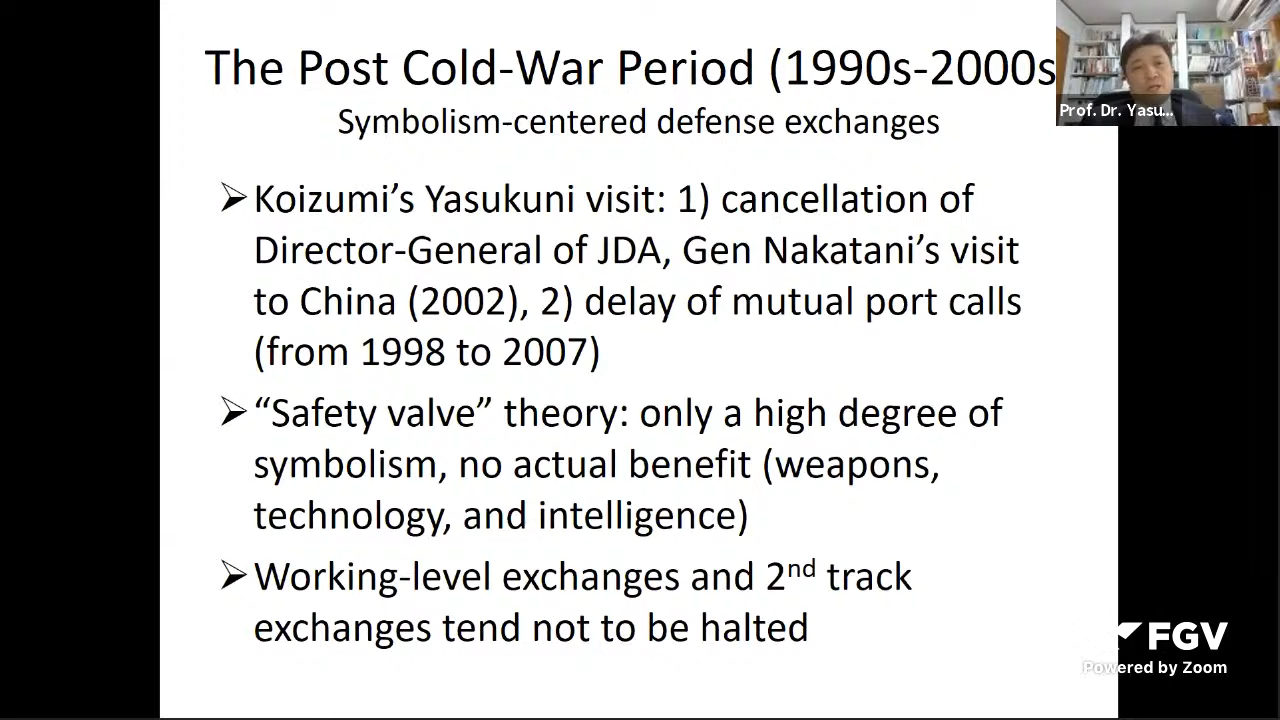 The Post Cold-War Period (1990s-2000s
Symbolism-centered defense exchanges
Prof. Dr. Yasu...
➢Koizumi’s Yasukuni visit: 1) cancellation of
Director-General of JDA, Gen Nakatani’s visit
to China (2002), 2) delay of mutual port calls
(from 1998 to 2007)
➢“Safety valve” theory: only a high degree of
symbolism, no actual benefit (weapons,
technology, and intelligence)
➢Working-level exchanges and 2nd track
exchanges tend not to be halted
FGV
Powered by Zoom